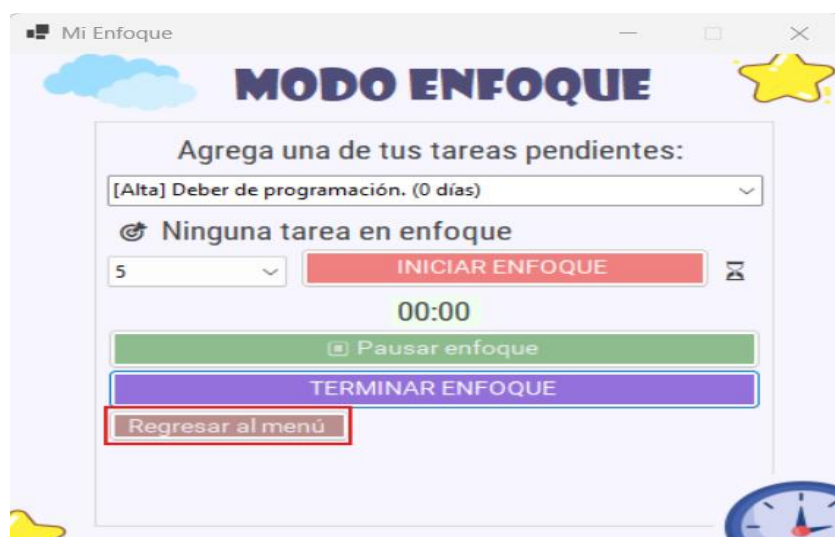 Mi Enfoque
MODO ENFOQUE
Agrega una de tus tareas pendientes:
[Alta] Deber de programación. (0 días)
Ninguna tarea en enfoque
5 INICIAR ENFOQUE
00:00
Pausar enfoque
TERMINAR ENFOQUE
Regresar al menú